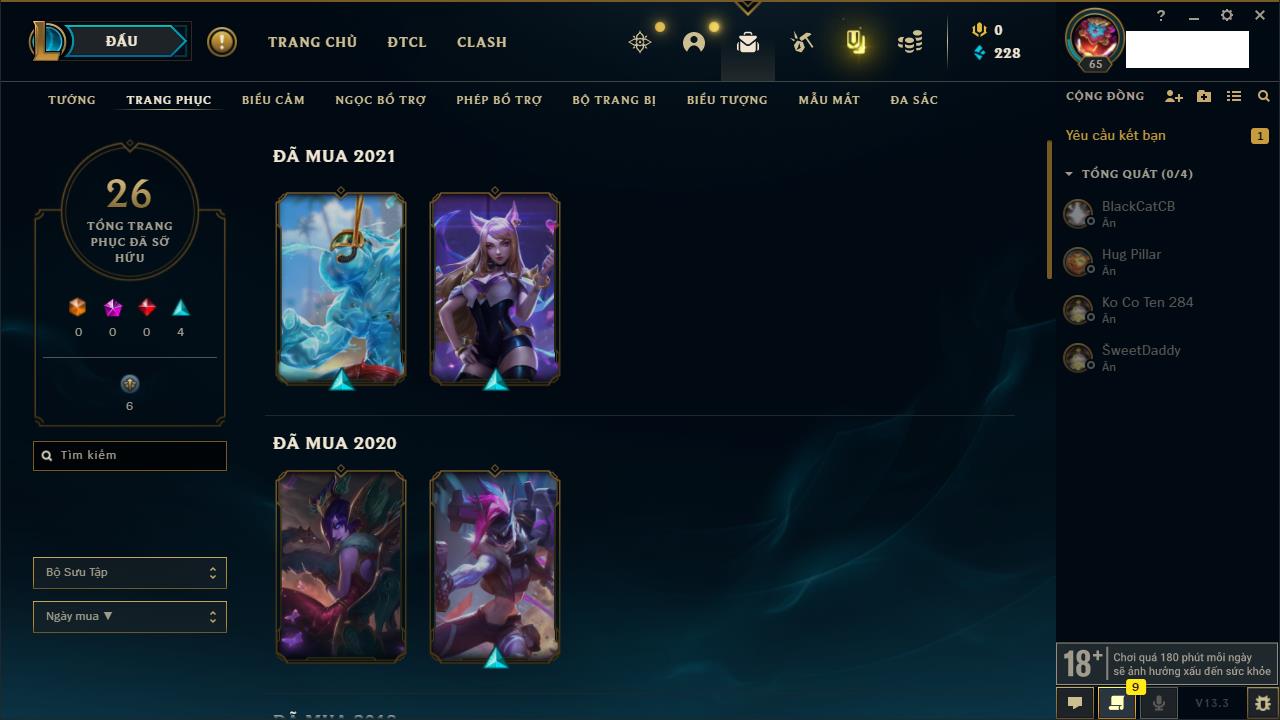 ĐẤU
TRANG CHỦ
ĐTCL
CLASH
0
228
65
?
TƯỚNG
TRANG PHỤC
BIỂU CẢM
NGỌC BỔ TRỢ
PHÉP BỔ TRỢ
BỘ TRANG BỊ
BIỂU TƯỢNG
MẪU MẮT
ĐA SẮC
CỘNG ĐỒNG
26
TỔNG TRANG
PHỤC ĐÃ SỞ
HỮU
0
0
0
4
6
Tìm kiếm
Bộ Sưu Tập
Ngày mua ▼
ĐÃ MUA 2021
ĐÃ MUA 2020
Yêu cầu kết bạn
1
TỔNG QUÁT (0/4)
BlackCatCB
Ẩn
Hug Pillar
Ẩn
Ko Co Ten 284
Ẩn
ŚweetDaddy
Ẩn
18+
Chơi quá 180 phút mỗi ngày
sẽ ảnh hưởng xấu đến sức khỏe
9
V13.3